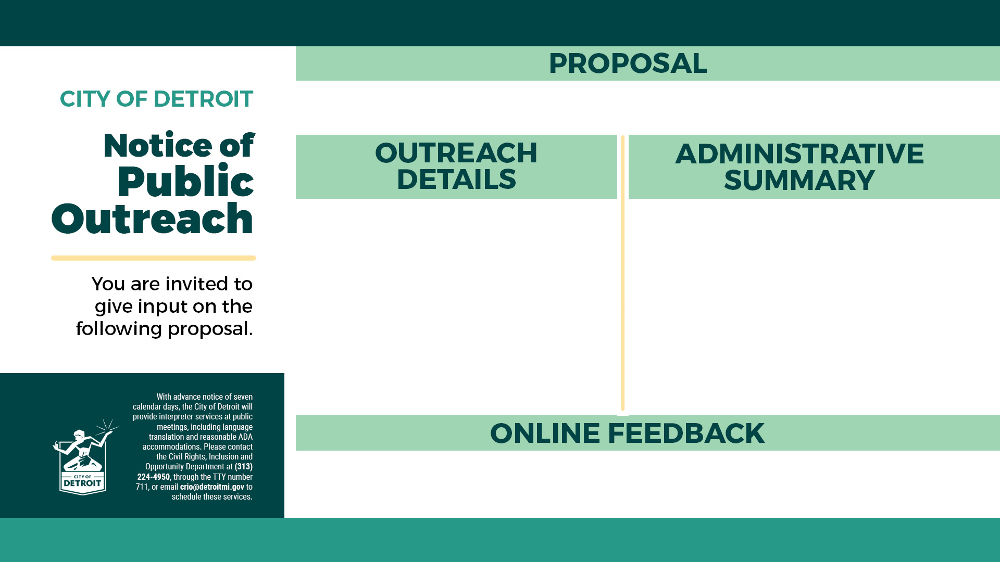 CITY OF DETROIT
Notice of
Public
Outreach
You are invited to
give input on the
following proposal.
With advance notice of seven
calendar days, the City of Detroit will
provide interpreter services at public
meetings, including language
translation and reasonable ADA
accommodations. Please contact
the Civil Rights, Inclusion and
Opportunity Department at (313)
224-4950, through the TTY number
711, or email crio@detroitmi.gov to
schedule these services.
CITY OF
DETROIT
PROPOSAL
OUTREACH
DETAILS
ADMINISTRATIVE
SUMMARY
ONLINE FEEDBACK